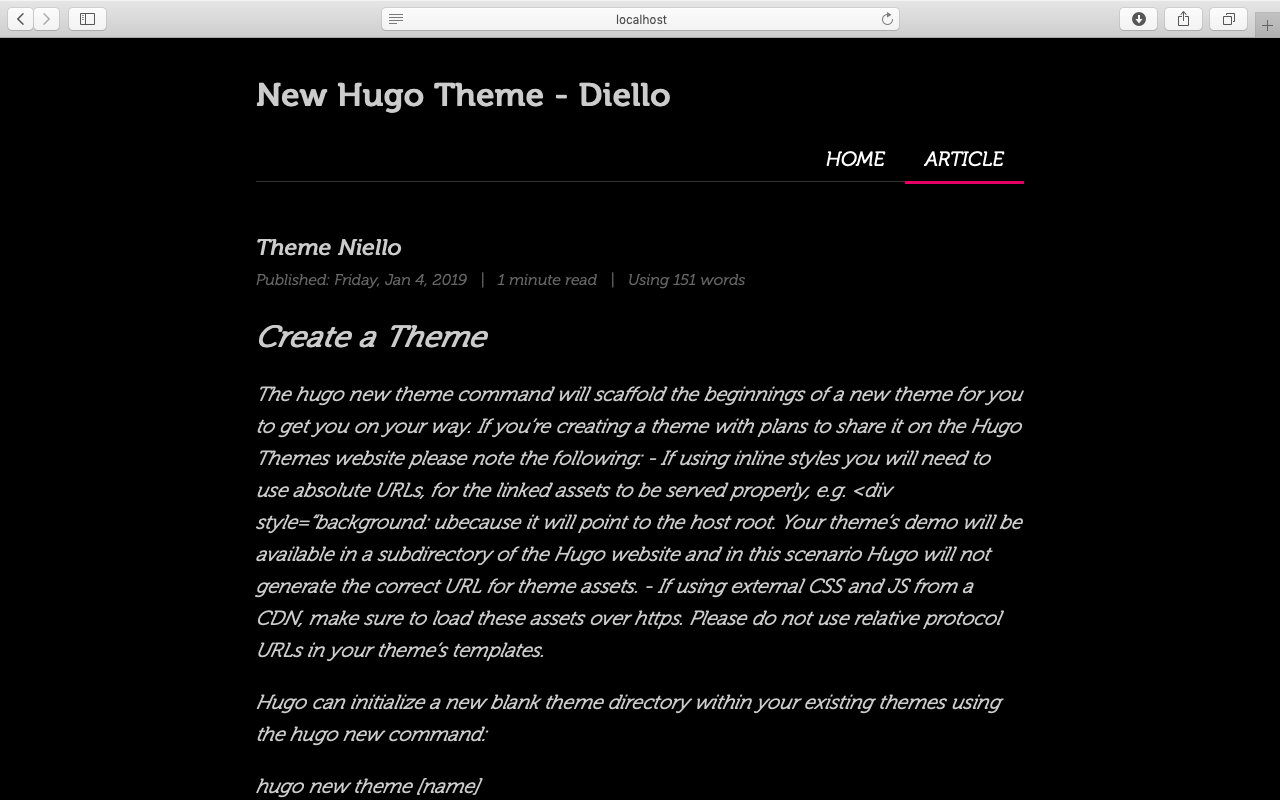 localhost
New Hugo Theme - Diello
HOME ARTICLE
Theme Niello
Published: Friday, Jan 4, 2019 | 1 minute read | Using 151 words
Create a Theme
The hugo new theme command will scaffold the beginnings of a new theme for you
to get you on your way. If you’re creating a theme with plans to share it on the Hugo
Themes website please note the following: - If using inline styles you will need to
use absolute URLs, for the linked assets to be served properly, e.g. <div
style=“background: ubecause it will point to the host root. Your theme’s demo will be
available in a subdirectory of the Hugo website and in this scenario Hugo will not
generate the correct URL for theme assets. - If using external CSS and JS from a
CDN, make sure to load these assets over https. Please do not use relative protocol
URLs in your theme’s templates.
Hugo can initialize a new blank theme directory within your existing themes using
the hugo new command:
hugo new theme [name]